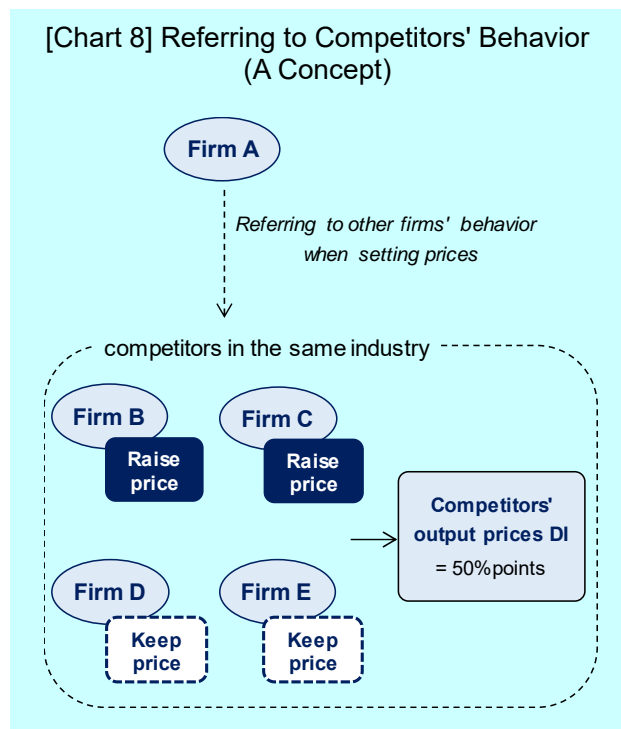 [Chart 8] Referring to Competitors' Behavior
(A Concept)
Firm A
Referring to other firms' behavior
when setting prices
competitors in the same industry
Firm B
Raise
price
Firm C
Raise
price
Competitors'
output prices DI
= 50%points
Firm D
Keep
price
Firm E
Keep
price